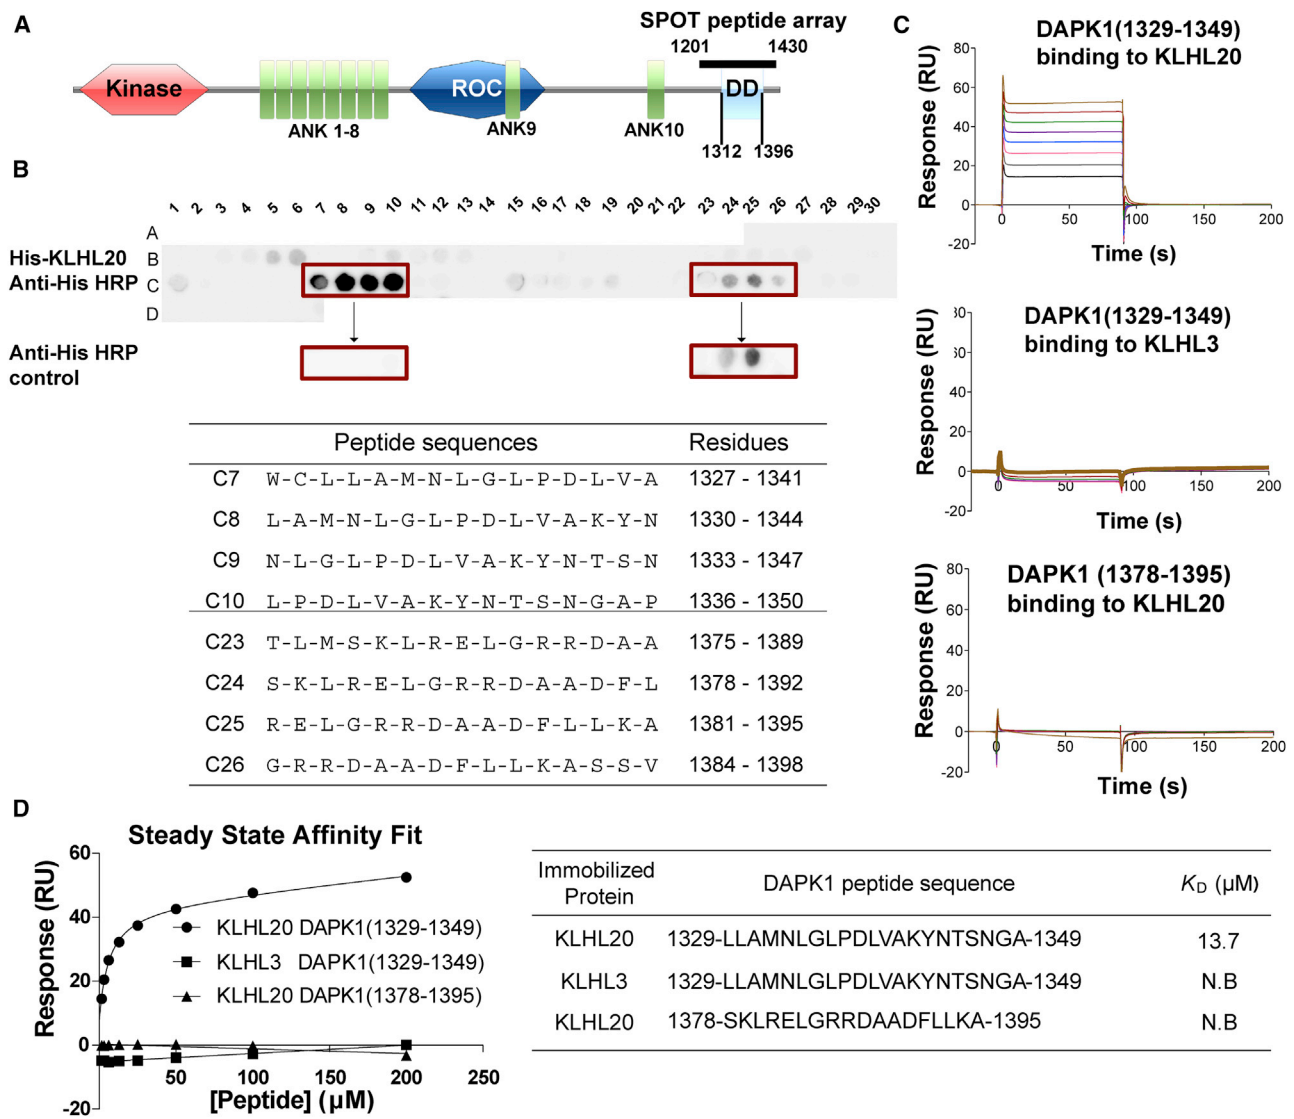 A
SPOT peptide array
1201 1430
Kinase
ROC
DD
ANK 1-8
ANK9
ANK10
1312 1396
B
1 2 3 4 5 6 7 8 9 10 11 12 13 14 15 16 17 18 19 20 21 22 23 24 25 26 27 28 29 30
A
His-KLHL20 B
Anti-His HRP C
D
Anti-His HRP
control
Peptide sequences Residues
C7 W-C-L-L-A-M-N-L-G-L-P-D-L-V-A 1327 - 1341
C8 L-A-M-N-L-G-L-P-D-L-V-A-K-Y-N 1330 - 1344
C9 N-L-G-L-P-D-L-V-A-K-Y-N-T-S-N 1333 - 1347
C10 L-P-D-L-V-A-K-Y-N-T-S-N-G-A-P 1336 - 1350
C23 T-L-M-S-K-L-R-E-L-G-R-R-D-A-A 1375 - 1389
C24 S-K-L-R-E-L-G-R-R-D-A-A-D-F-L 1378 - 1392
C25 R-E-L-G-R-R-D-A-A-D-F-L-L-K-A 1381 - 1395
C26 G-R-R-D-A-A-D-F-L-L-K-A-S-S-V 1384 - 1398
C
DAPK1(1329-1349)
binding to KLHL20
Response (RU)
80
60
40
20
0
-20
0 50 100 150 200
Time (s)
DAPK1(1329-1349)
binding to KLHL3
Response (RU)
30
30
40
20
0
-20
0 50 100 150 200
Time (s)
DAPK1 (1378-1395)
binding to KLHL20
Response (RU)
80
60
40
20
0
-20
0 50 100 150 200
Time (s)
D
Steady State Affinity Fit
Response (RU)
60
40
20
0
-20
50 100 150 200 250
[Peptide] (µM)
KLHL20 DAPK1(1329-1349)
KLHL3 DAPK1(1329-1349)
KLHL20 DAPK1(1378-1395)
Immobilized
Protein
DAPK1 peptide sequence
KD (µM)
KLHL20 1329-LLAMNLGLPDLVAKYNTSNGA-1349 13.7
KLHL3 1329-LLAMNLGLPDLVAKYNTSNGA-1349 N.B
KLHL20 1378-SKLRELGRRDAADFLLKA-1395 N.B